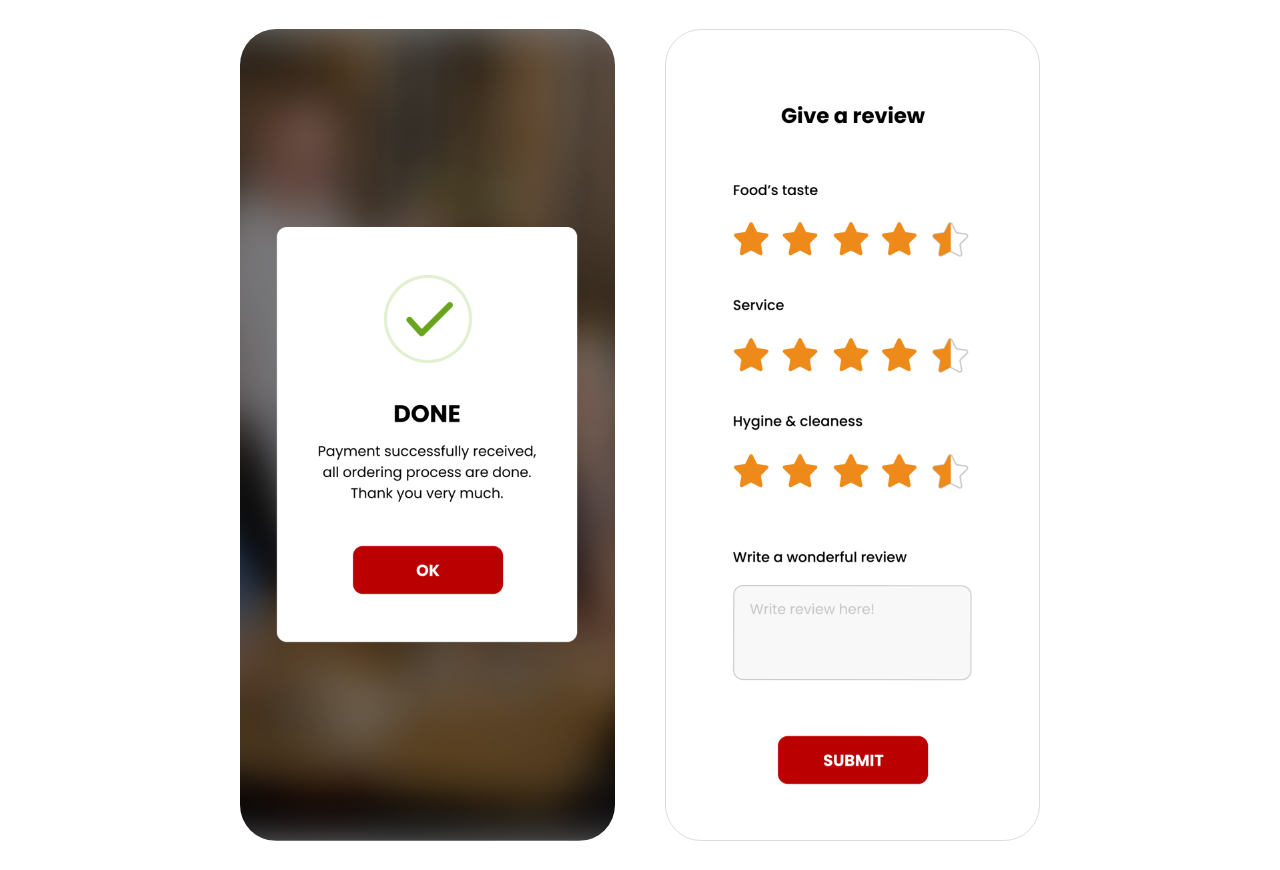 DONE
Payment successfully received,
all ordering process are done.
Thank you very much.
OK
Give a review
Food's taste
Service
Hygine & cleaness
Write a wonderful review
Write review here!
SUBMIT